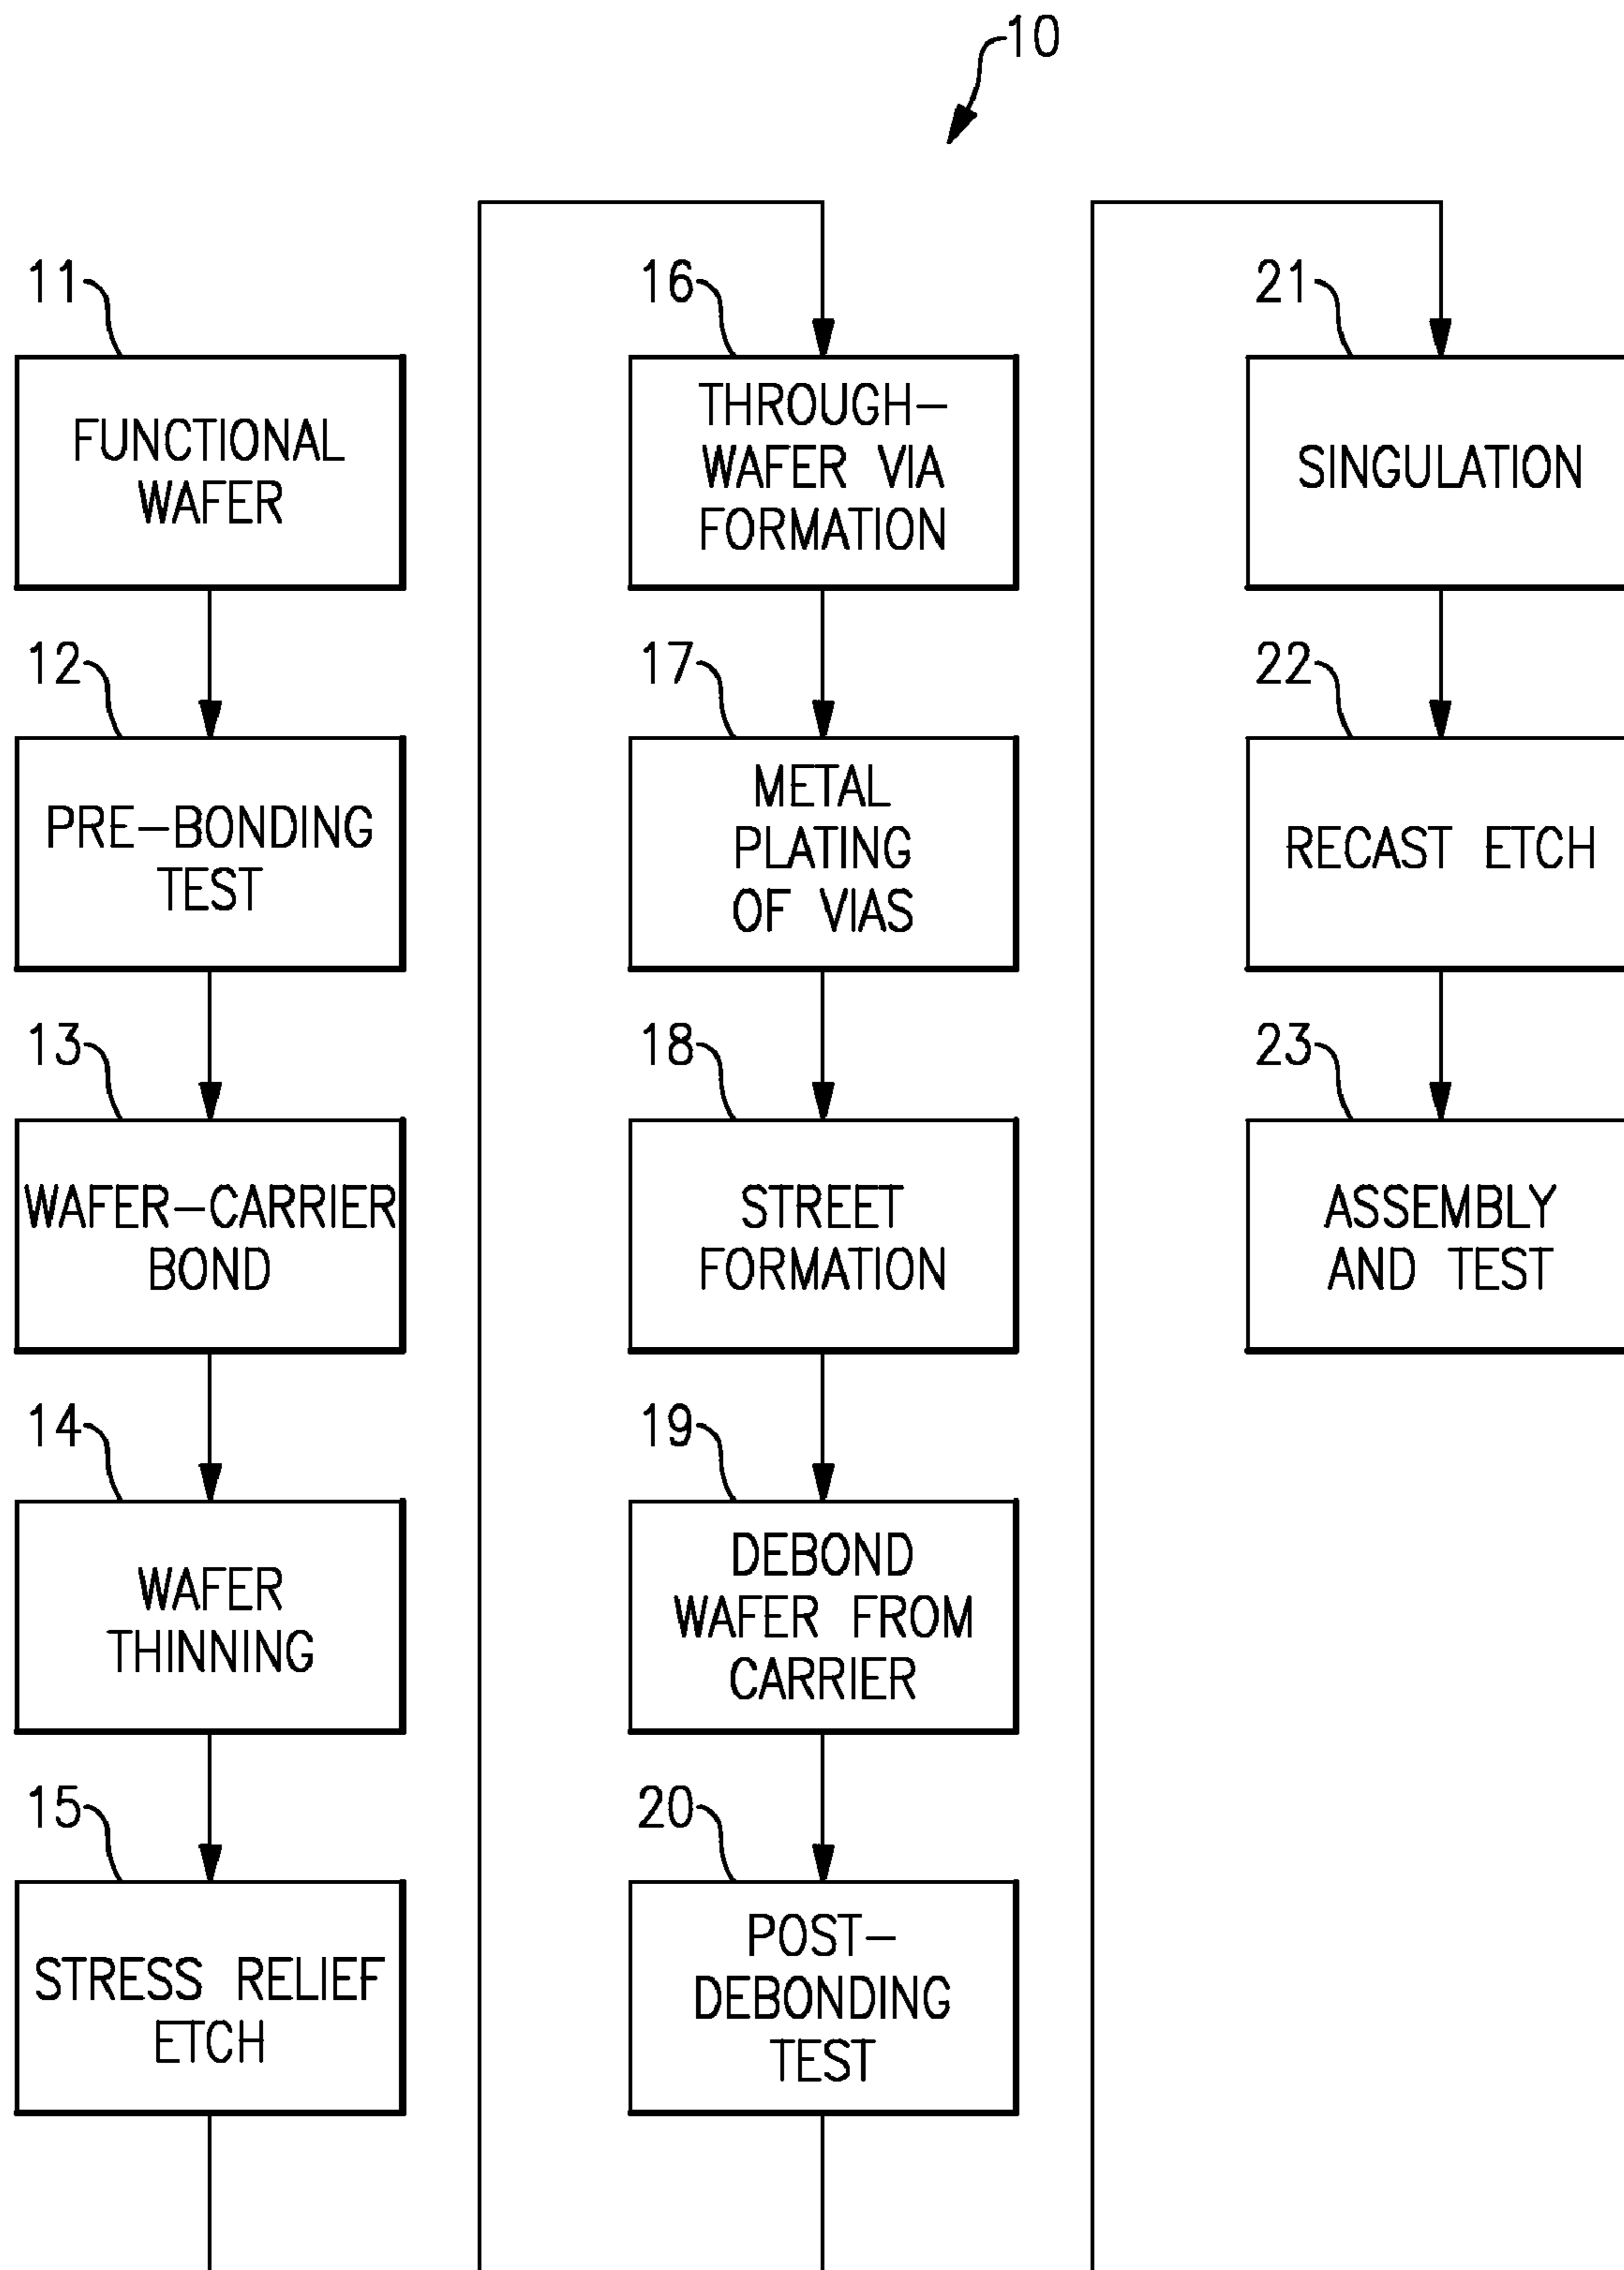 10
11
FUNCTIONAL
WAFER
12
PRE-BONDING
TEST
13
WAFER-CARRIER
BOND
14
WAFER
THINNING
15
STRESS RELIEF
ETCH
16
THROUGH-
WAFER VIA
FORMATION
17
METAL
PLATING
OF VIAS
18
STREET
FORMATION
19
DEBOND
WAFER FROM
CARRIER
20
POST-
DEBONDING
TEST
21
SINGULATION
22
RECAST ETCH
23
ASSEMBLY
AND TEST